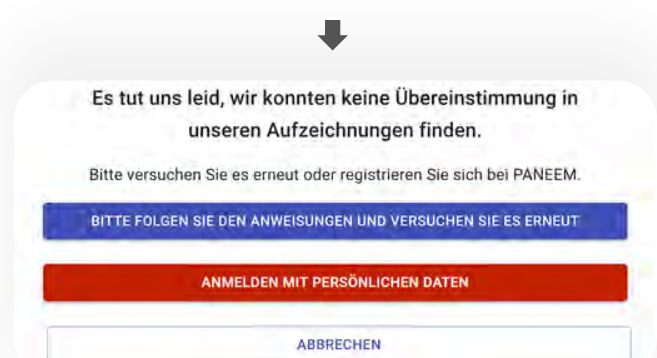 Es tut uns leid, wir konnten keine Übereinstimmung in
unseren Aufzeichnungen finden.
Bitte versuchen Sie es erneut oder registrieren Sie sich bei PANEEM.
BITTE FOLGEN SIE DEN ANWEISUNGEN UND VERSUCHEN SIE ES ERNEUT
ANMELDEN MIT PERSÖNLICHEN DATEN
ABBRECHEN